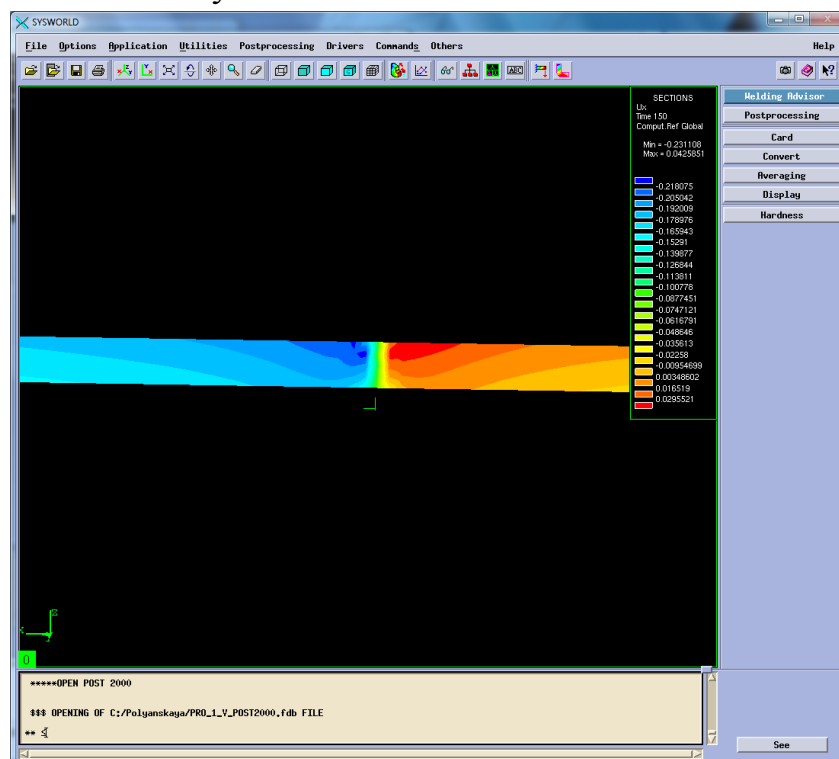 SYSWORLD
File Options Application Utilities Postprocessing Drivers Commands Others Help
ABC
SECTIONS
Ux
Time 150
Comput.Ref Global
Min = -0.231108
Max = 0.0425851
-0.218075
-0.205042
-0.192009
-0.178976
-0.165943
-0.15291
-0.139877
-0.126844
-0.113811
-0.100778
-0.0877451
-0.0747121
-0.0616791
-0.048646
-0.035613
-0.02258
-0.00954699
0.00348602
0.016519
0.0295521
Welding Advisor
Postprocessing
Card
Convert
Averaging
Display
Hardness
z
x
0
*****OPEN POST 2000
$$$ OPENING OF C:/Polyanskaya/PRO_1_V_POST2000.fdb FILE
**
See